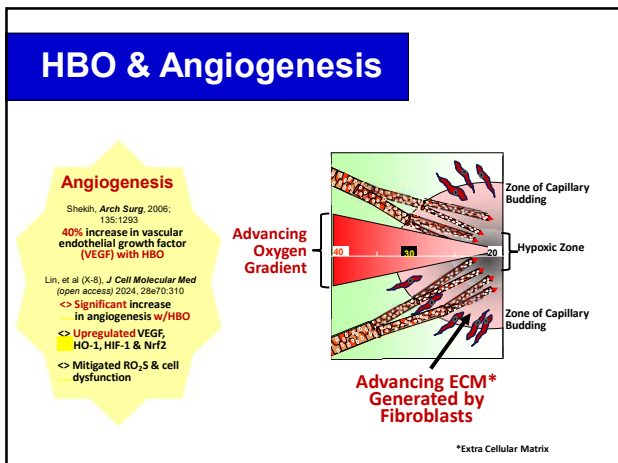 HBO & Angiogenesis
Angiogenesis
Shekih, Arch Surg, 2006;
135:1293
40% increase in vascular
endothelial growth factor
(VEGF) with HBO
Lin, et al (X-8), J Cell Molecular Med
(open access) 2024, 28e70:310
<> Significant increase
in angiogenesis w/HBO
<> Upregulated VEGF,
HO-1, HIF-1 & Nrf2
<> Mitigated RO2S & cell
dysfunction
Advancing
Oxygen
Gradient
40
30
20
Zone of Capillary
Budding
Hypoxic Zone
Zone of Capillary
Budding
Advancing ECM*
Generated by
Fibroblasts
*Extra Cellular Matrix